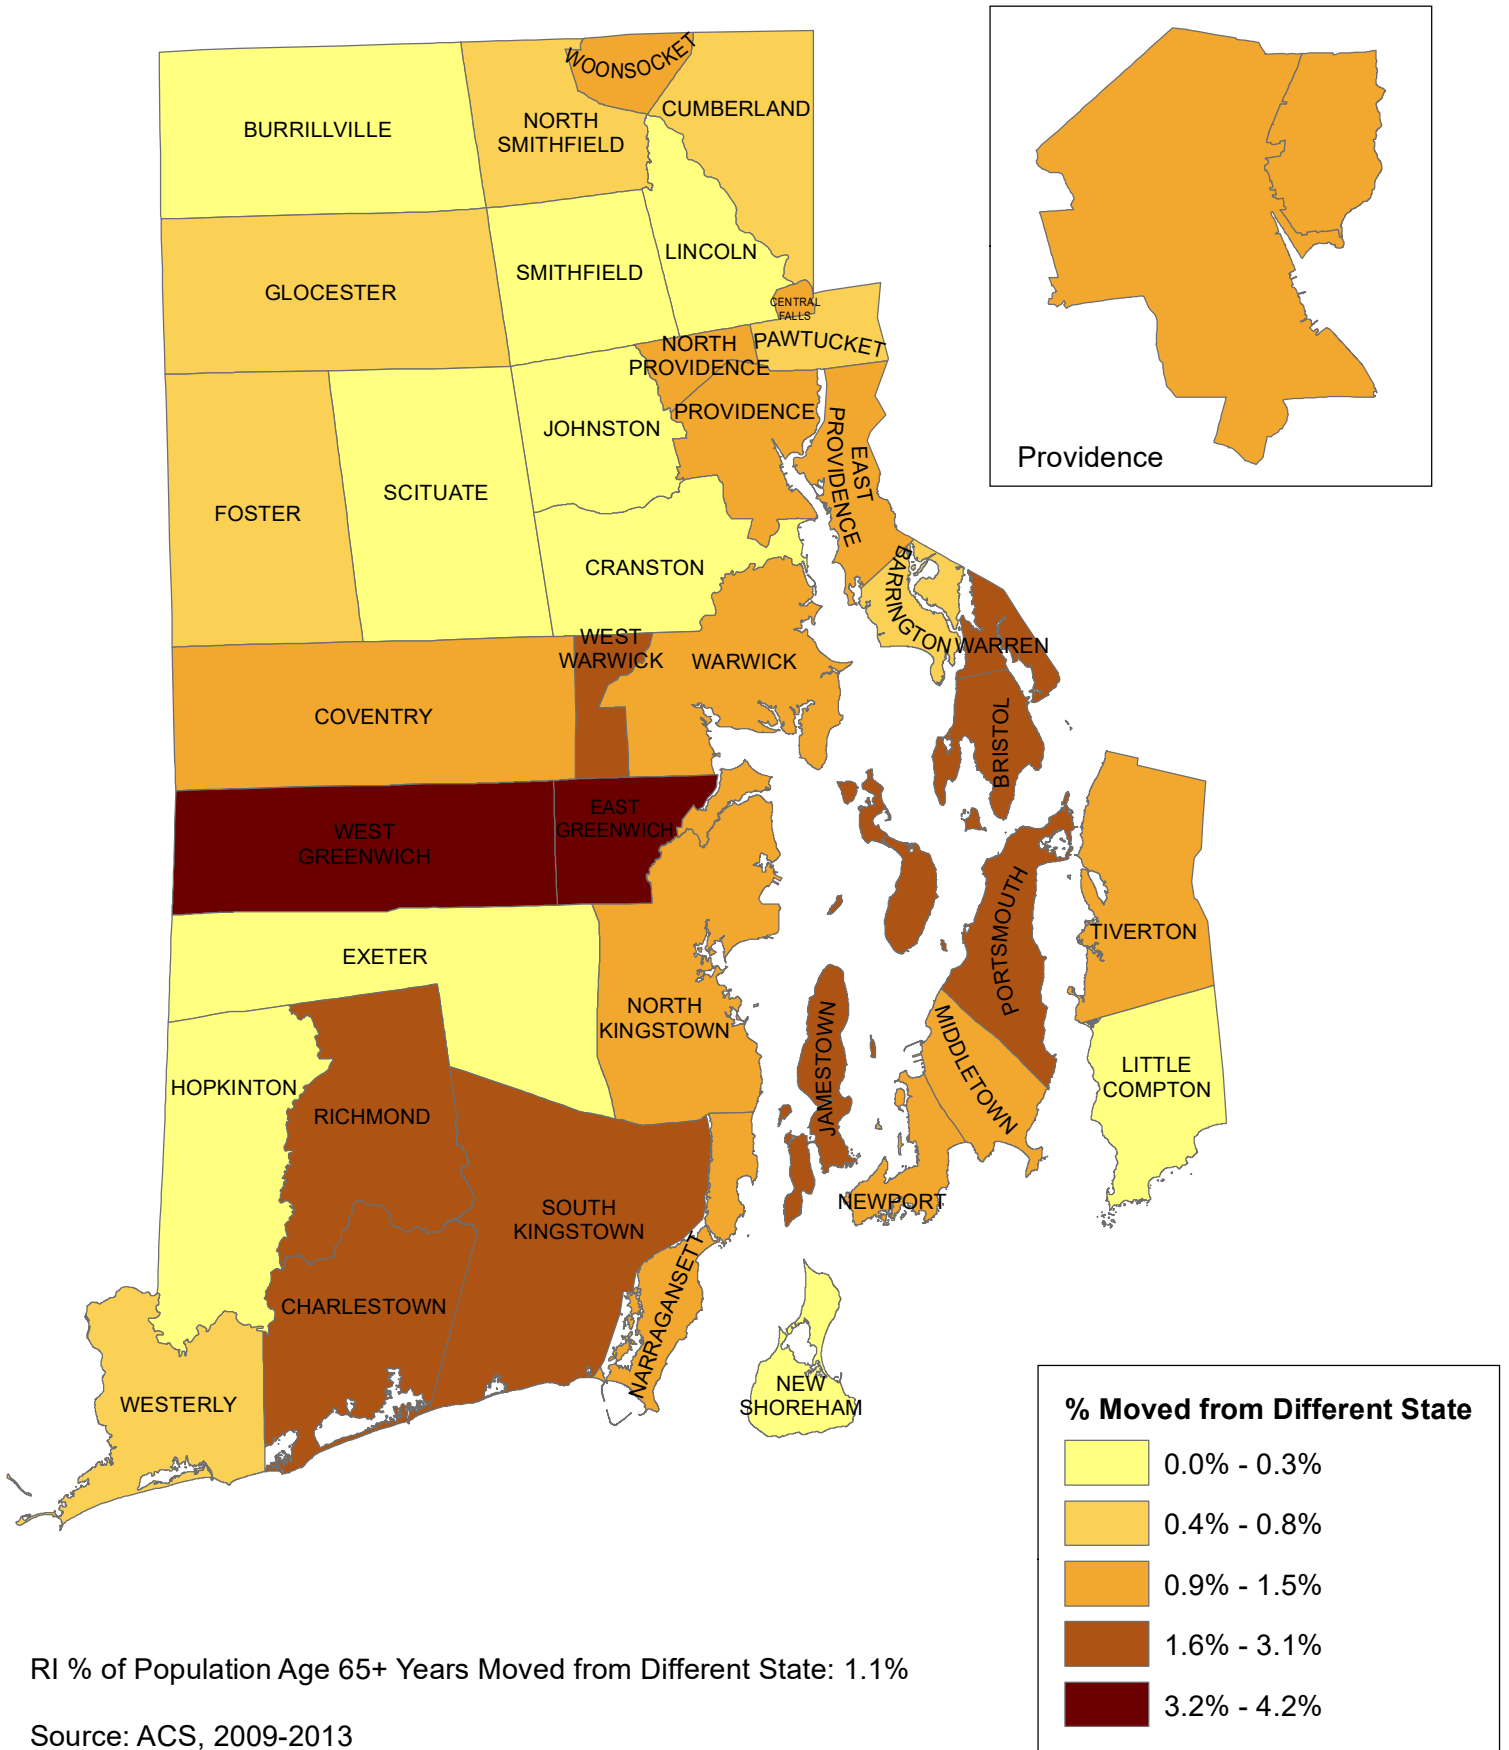 WOONSOCKET
CUMBERLAND
BURRILLVILLE
NORTH
SMITHFIELD
LINCOLN
SMITHFIELD
GLOCESTER
CENTRAL
FALLS
NORTH
PROVIDENCE
PAWTUCKET
PROVIDENCE
JOHNSTON
EAST
PROVIDENCE
SCITUATE
FOSTER
CRANSTON
BARRINGTON
WARREN
WEST
WARWICK
WARWICK
COVENTRY
BRISTOL
EAST
GREENWICH
WEST
GREENWICH
PORTSMOUTH
TIVERTON
EXETER
NORTH
KINGSTOWN
JAMESTOWN
MIDDLETOWN
LITTLE
COMPTON
HOPKINTON
RICHMOND
SOUTH
KINGSTOWN
NEWPORT
NARRAGANSETT
CHARLESTOWN
WESTERLY
NEW
SHOREHAM
Providence
% Moved from Different State
0.0% - 0.3%
0.4% - 0.8%
0.9% - 1.5%
1.6% - 3.1%
3.2% - 4.2%
RI % of Population Age 65+ Years Moved from Different State: 1.1%
Source: ACS, 2009-2013